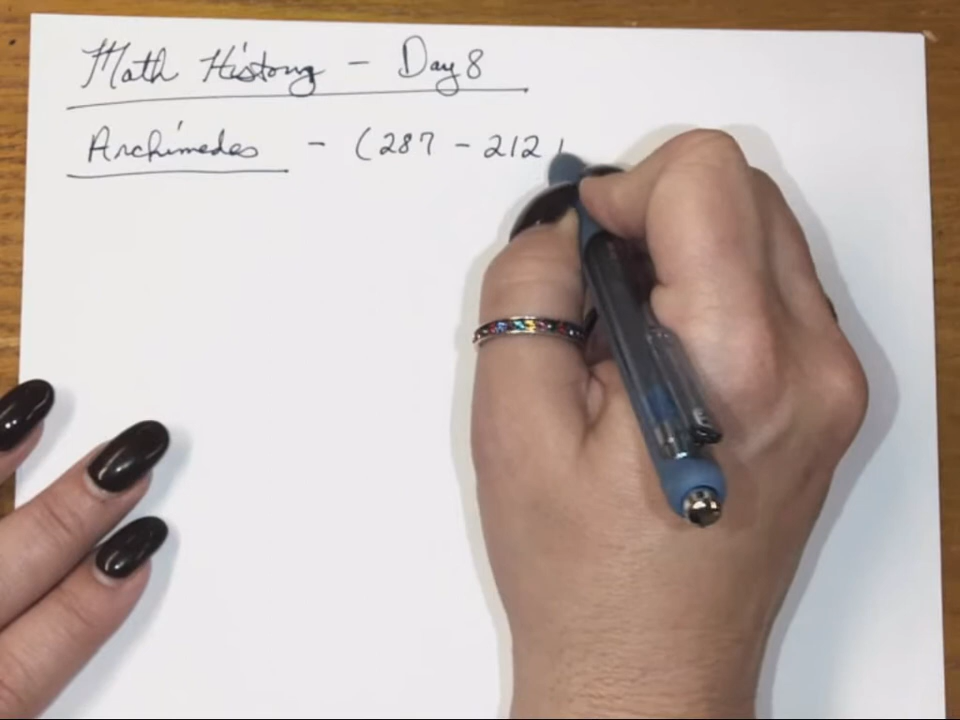 Math History - Day 8
Archimedes - (287 - 212